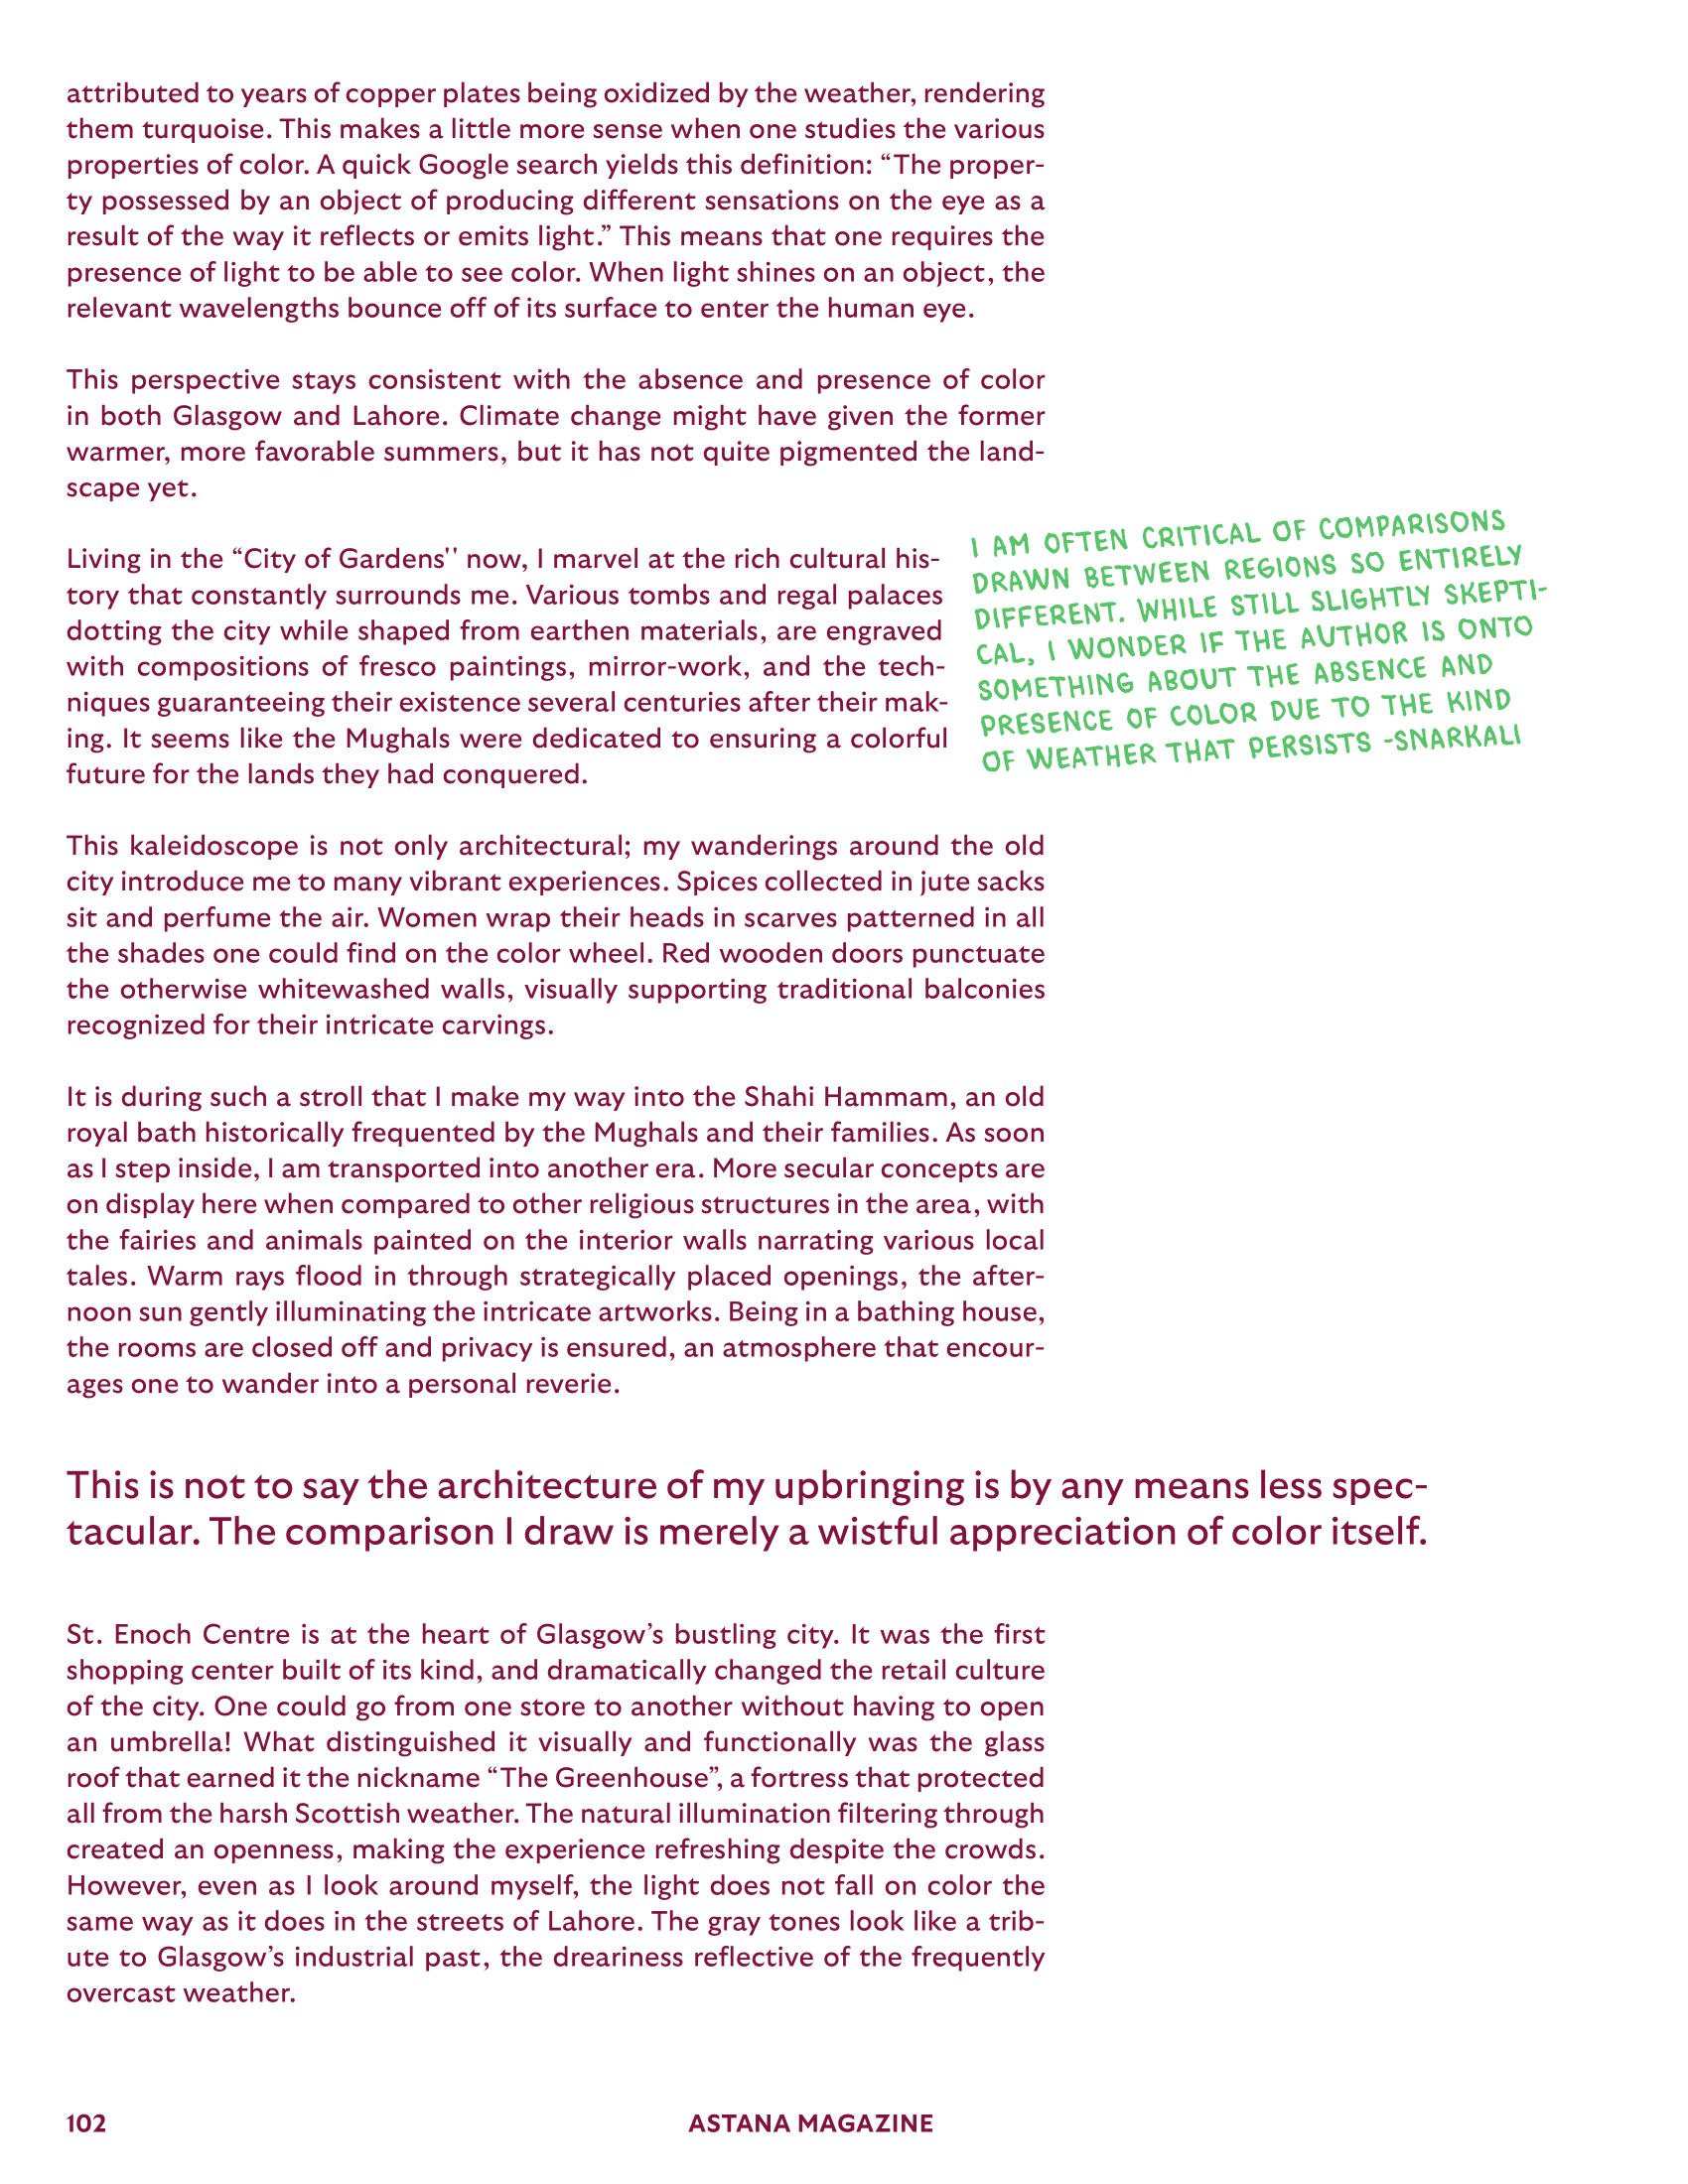 attributed to years of copper plates being oxidized by the weather, rendering
them turquoise. This makes a little more sense when one studies the various
properties of color. A quick Google search yields this definition: “The proper-
ty possessed by an object of producing different sensations on the eye as a
result of the way it reflects or emits light.” This means that one requires the
presence of light to be able to see color. When light shines on an object, the
relevant wavelengths bounce off of its surface to enter the human eye.
This perspective stays consistent with the absence and presence of color
in both Glasgow and Lahore. Climate change might have given the former
warmer, more favorable summers, but it has not quite pigmented the land-
scape yet.
Living in the “City of Gardens'' now, I marvel at the rich cultural his-
tory that constantly surrounds me. Various tombs and regal palaces
dotting the city while shaped from earthen materials, are engraved
with compositions of fresco paintings, mirror-work, and the tech-
niques guaranteeing their existence several centuries after their mak-
ing. It seems like the Mughals were dedicated to ensuring a colorful
future for the lands they had conquered.
I AM OFTEN CRITICAL OF COMPARISONS
DRAWN BETWEEN REGIONS SO ENTIRELY
DIFFERENT. WHILE STILL SLIGHTLY SKEPTI-
CAL, I WONDER IF THE AUTHOR IS ONTO
SOMETHING ABOUT THE ABSENCE AND
PRESENCE OF COLOR DUE TO THE KIND
OF WEATHER THAT PERSISTS -SNARKALI
This kaleidoscope is not only architectural; my wanderings around the old
city introduce me to many vibrant experiences. Spices collected in jute sacks
sit and perfume the air. Women wrap their heads in scarves patterned in all
the shades one could find on the color wheel. Red wooden doors punctuate
the otherwise whitewashed walls, visually supporting traditional balconies
recognized for their intricate carvings.
It is during such a stroll that I make my way into the Shahi Hammam, an old
royal bath historically frequented by the Mughals and their families. As soon
as I step inside, I am transported into another era. More secular concepts are
on display here when compared to other religious structures in the area, with
the fairies and animals painted on the interior walls narrating various local
tales. Warm rays flood in through strategically placed openings, the after-
noon sun gently illuminating the intricate artworks. Being in a bathing house,
the rooms are closed off and privacy is ensured, an atmosphere that encour-
ages one to wander into a personal reverie.
This is not to say the architecture of my upbringing is by any means less spec-
tacular. The comparison I draw is merely a wistful appreciation of color itself.
St. Enoch Centre is at the heart of Glasgow’s bustling city. It was the first
shopping center built of its kind, and dramatically changed the retail culture
of the city. One could go from one store to another without having to open
an umbrella! What distinguished it visually and functionally was the glass
roof that earned it the nickname “The Greenhouse”, a fortress that protected
all from the harsh Scottish weather. The natural illumination filtering through
created an openness, making the experience refreshing despite the crowds.
However, even as I look around myself, the light does not fall on color the
same way as it does in the streets of Lahore. The gray tones look like a trib-
ute to Glasgow’s industrial past, the dreariness reflective of the frequently
overcast weather.
102
ASTANA MAGAZINE